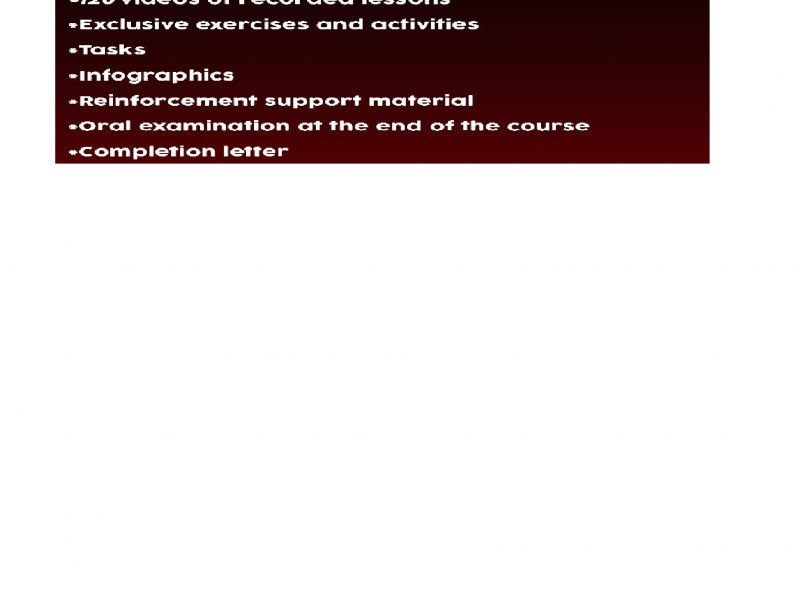 videos of recorded lessons
*Exclusive exercises and activities
*Tasks
*Infographics
*Reinforcement support material
*Oral examination at the end of the course
*Completion letter